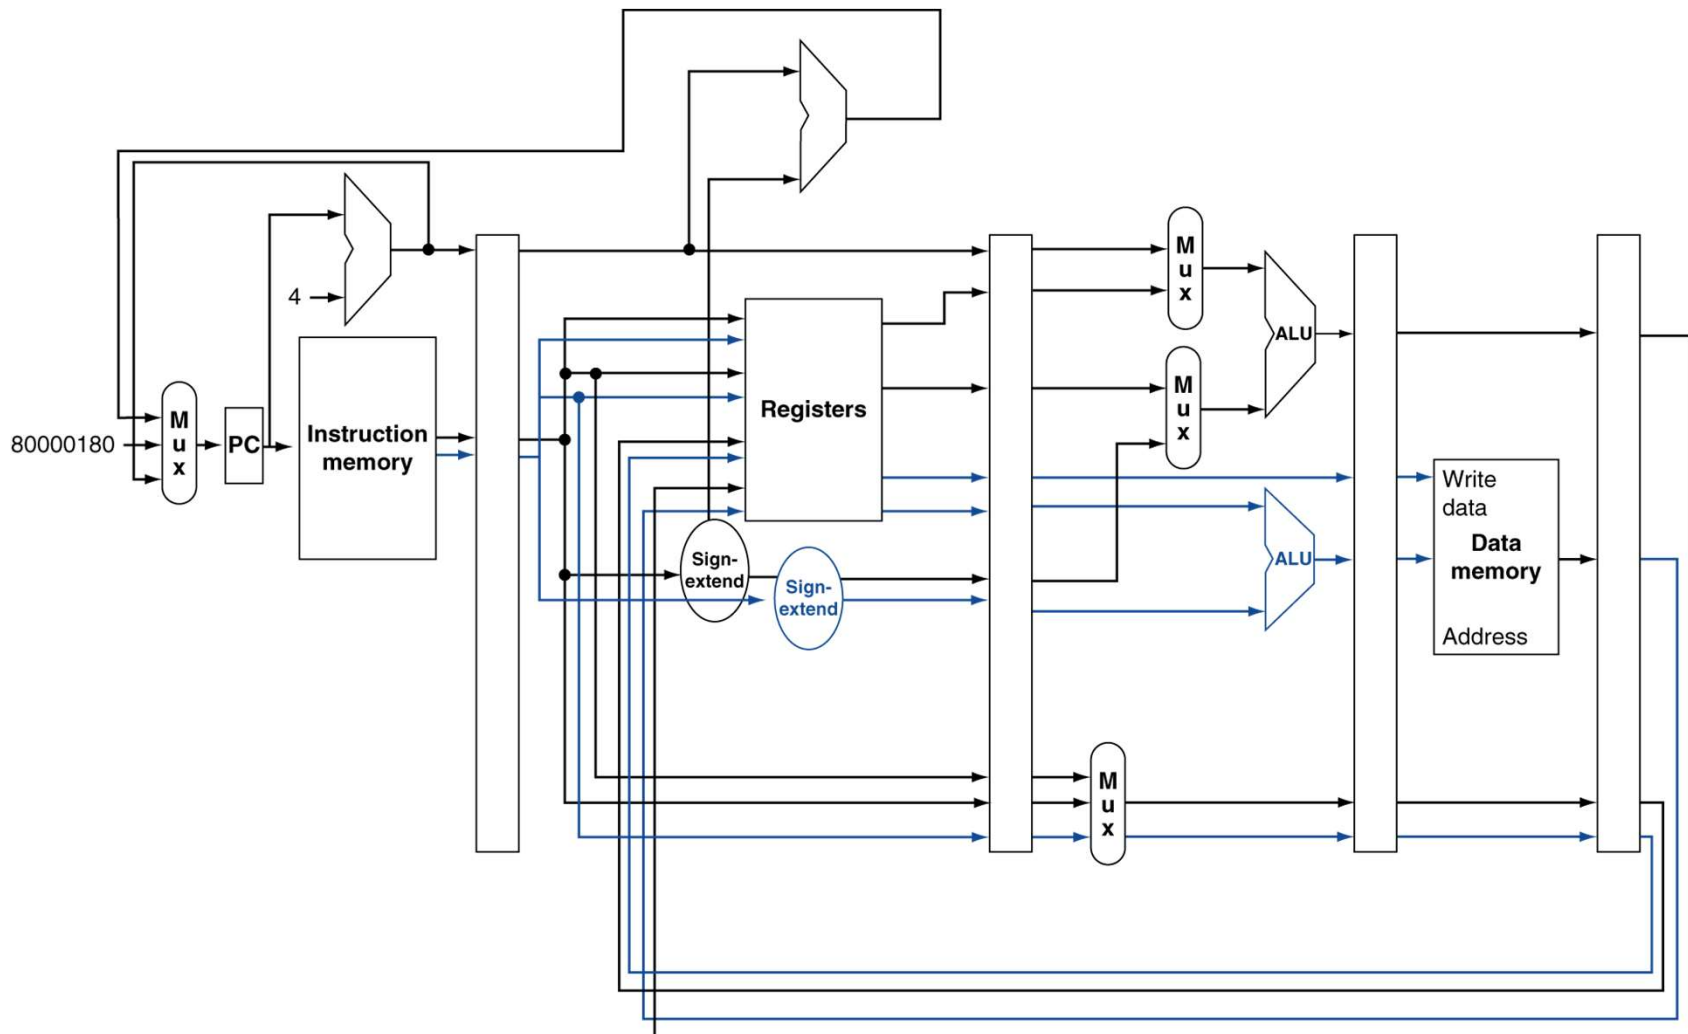 M
u
x
ALU
4
M
u
x
80000180
M
u
x
PC
Instruction
memory
Registers
Write
data
Data
memory
Address
ALU
Sign-
extend
Sign-
extend
M
u
x